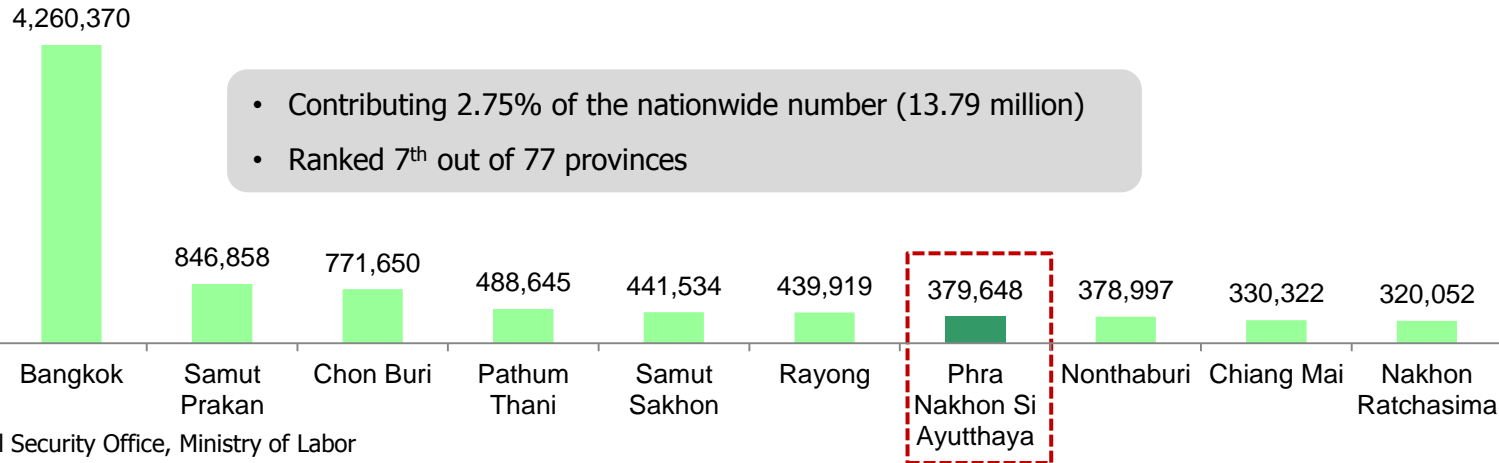 4,260,370
• Contributing 2.75% of the nationwide number (13.79 million)
• Ranked 7th out of 77 provinces
846,858
771,650
488,645
441,534
439,919
379,648
378,997
330,322
320,052
Bangkok
Samut
Prakan
Chon Buri
Pathum
Thani
Samut
Sakhon
Rayong
Phra
Nakhon Si
Ayutthaya
Nonthaburi
Chiang Mai
Nakhon
Ratchasima
Security Office, Ministry of Labor